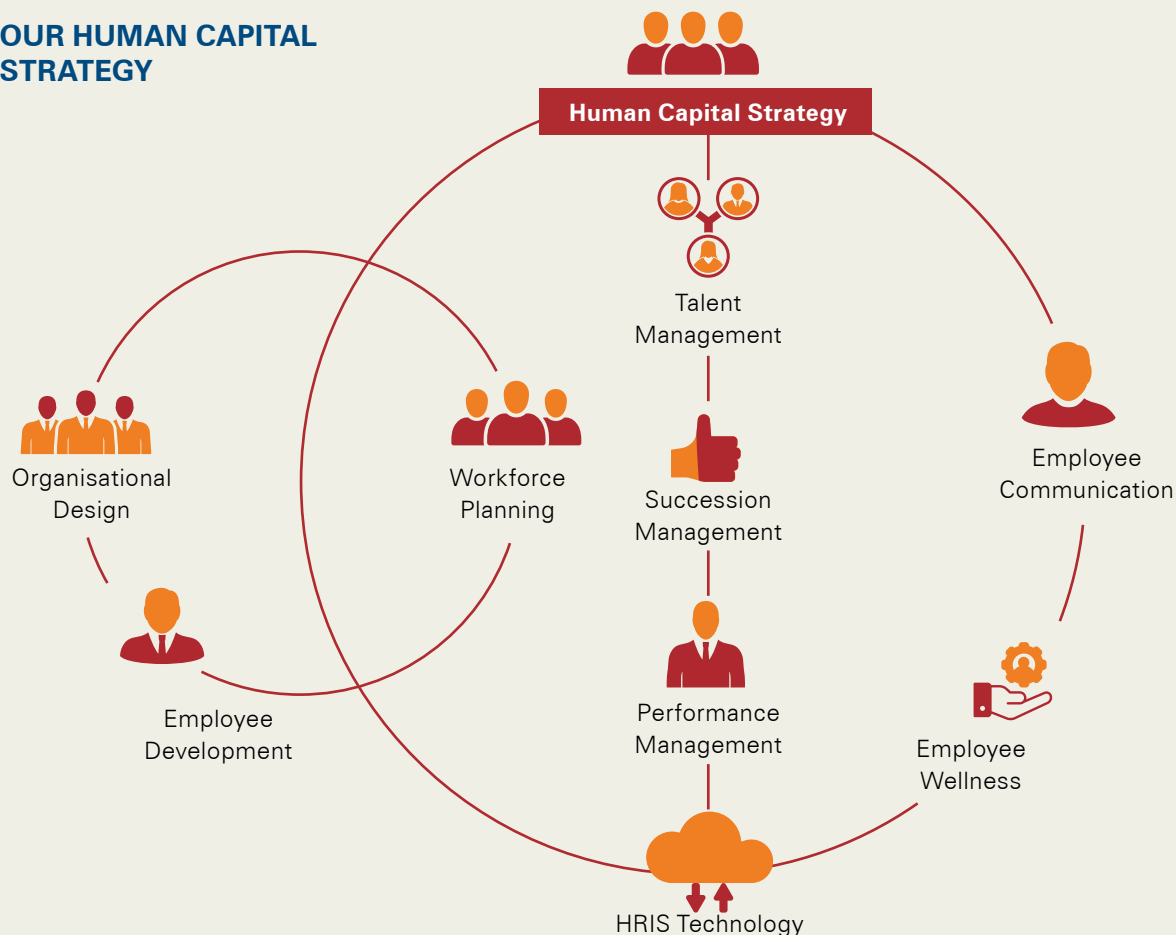 OUR HUMAN CAPITAL
STRATEGY
Human Capital Strategy
Talent
Management
Organisational
Design
Workforce
Planning
Succession
Management
Employee
Communication
Employee
Development
Performance
Management
Employee
Wellness
HRIS Technology